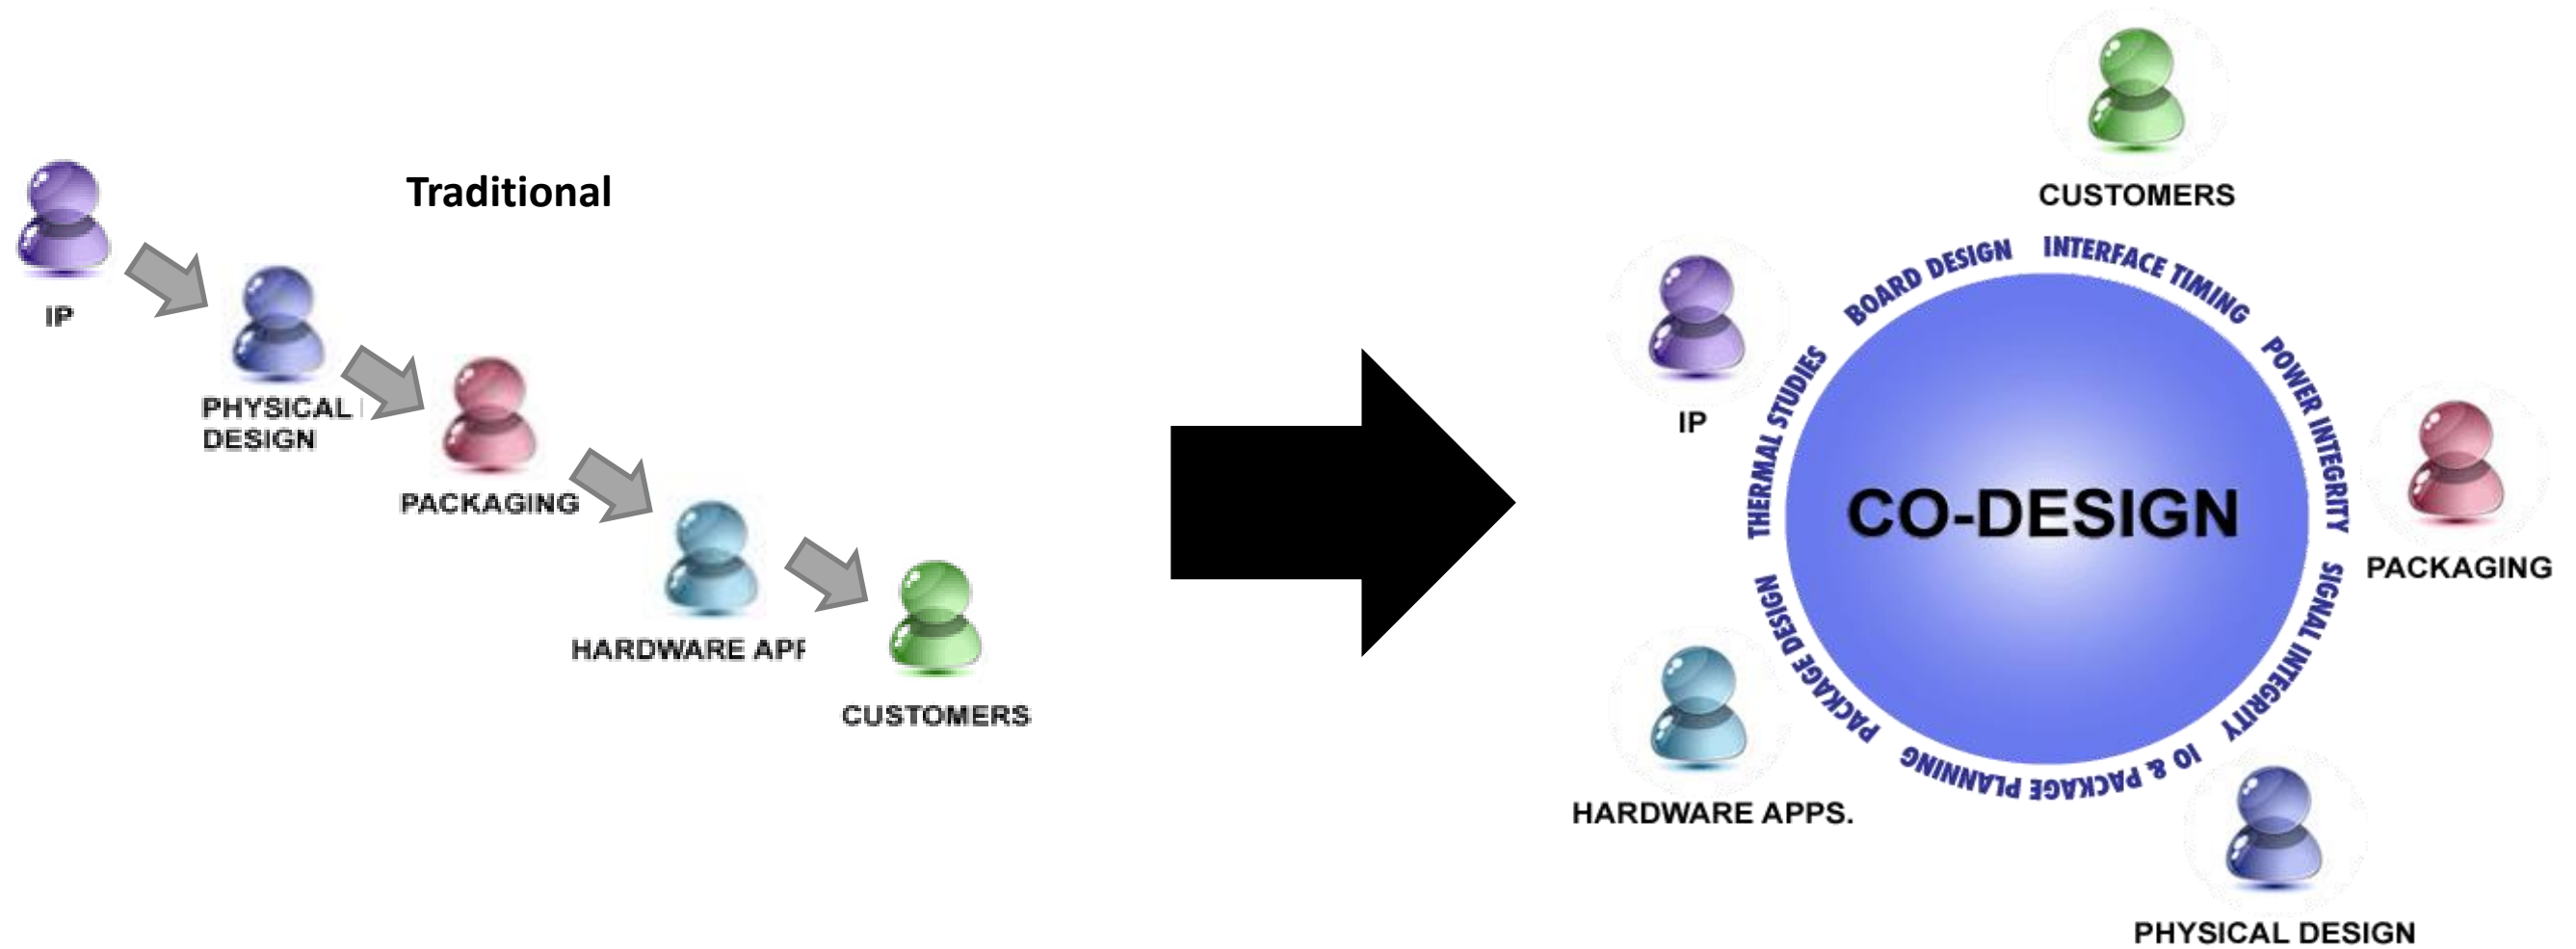 Traditional
IP
PHYSICAL
DESIGN
PACKAGING
HARDWARE APP
CUSTOMERS
CUSTOMERS
IP
PACKAGING
HARDWARE APPS.
PHYSICAL DESIGN
CO-DESIGN
BOARD DESIGN
INTERFACE TIMING
POWER INTEGRITY
SIGNAL INTEGRITY
IO & PACKAGE PLANNING
PACKAGE DESIGN
THERMAL STUDIES